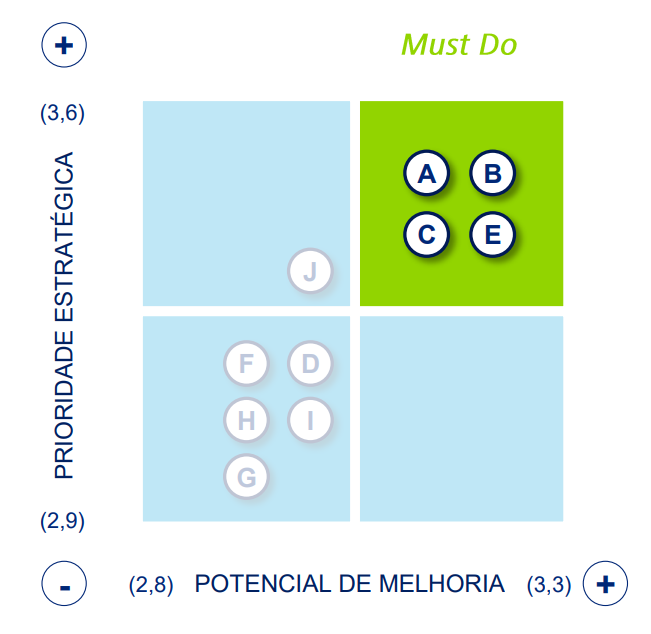 +
Must Do
(3,6)
PRIORIDADE ESTRATÉGICA
A B
C E
J
F D
H I
G
(2,9)
-
(2,8) POTENCIAL DE MELHORIA (3,3) +